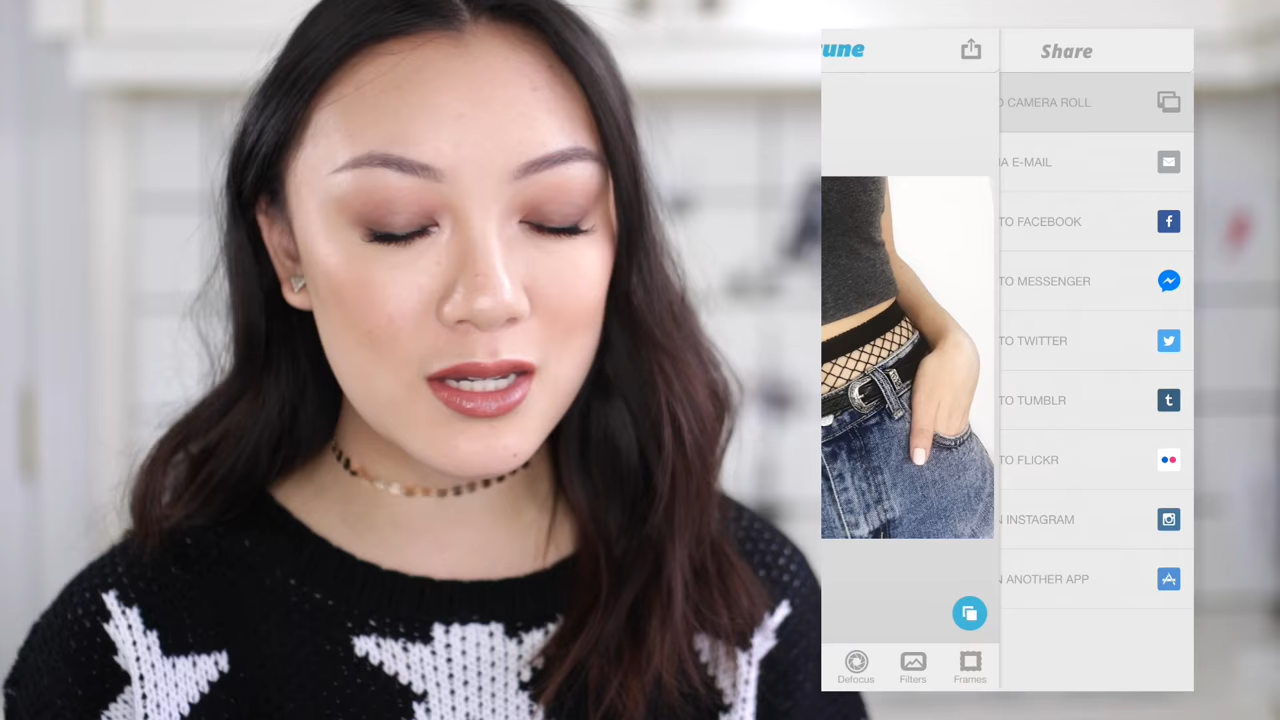 une
Share
CAMERA ROLL
E-MAIL
TO FACEBOOK
TO MESSENGER
TO TWITTER
TO TUMBLR
TO FLICKR
INSTAGRAM
ANOTHER APP
Defocus
Filters
Frames